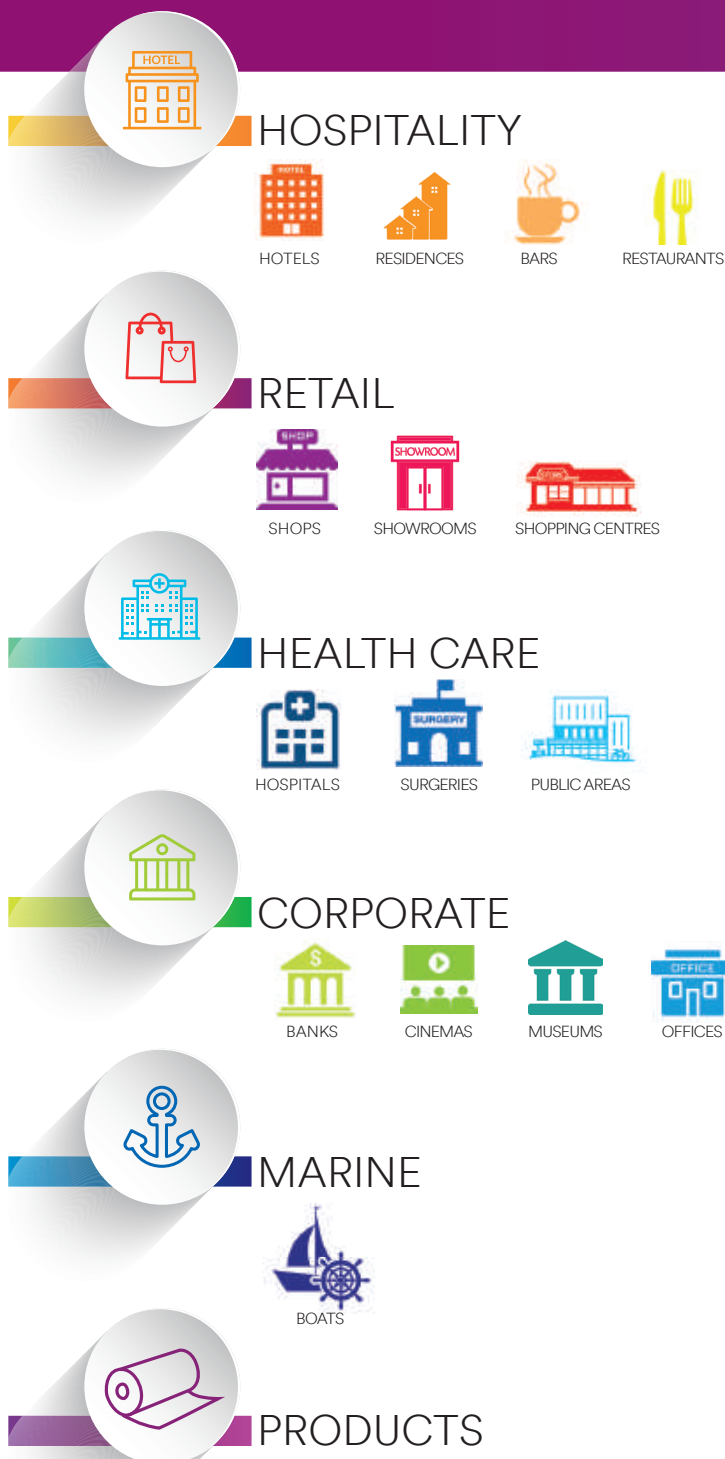 HOTEL
HOSPITALITY
HOTEL
HOTELS RESIDENCES BARS RESTAURANTS
RETAIL
SHOP
SHOWROOM
SHOPS SHOWROOMS SHOPPING CENTRES
HEALTH CARE
SURGERY
HOSPITALS SURGERIES PUBLIC AREAS
CORPORATE
$
OFFICE
BANKS CINEMAS MUSEUMS OFFICES
MARINE
BOATS
PRODUCTS